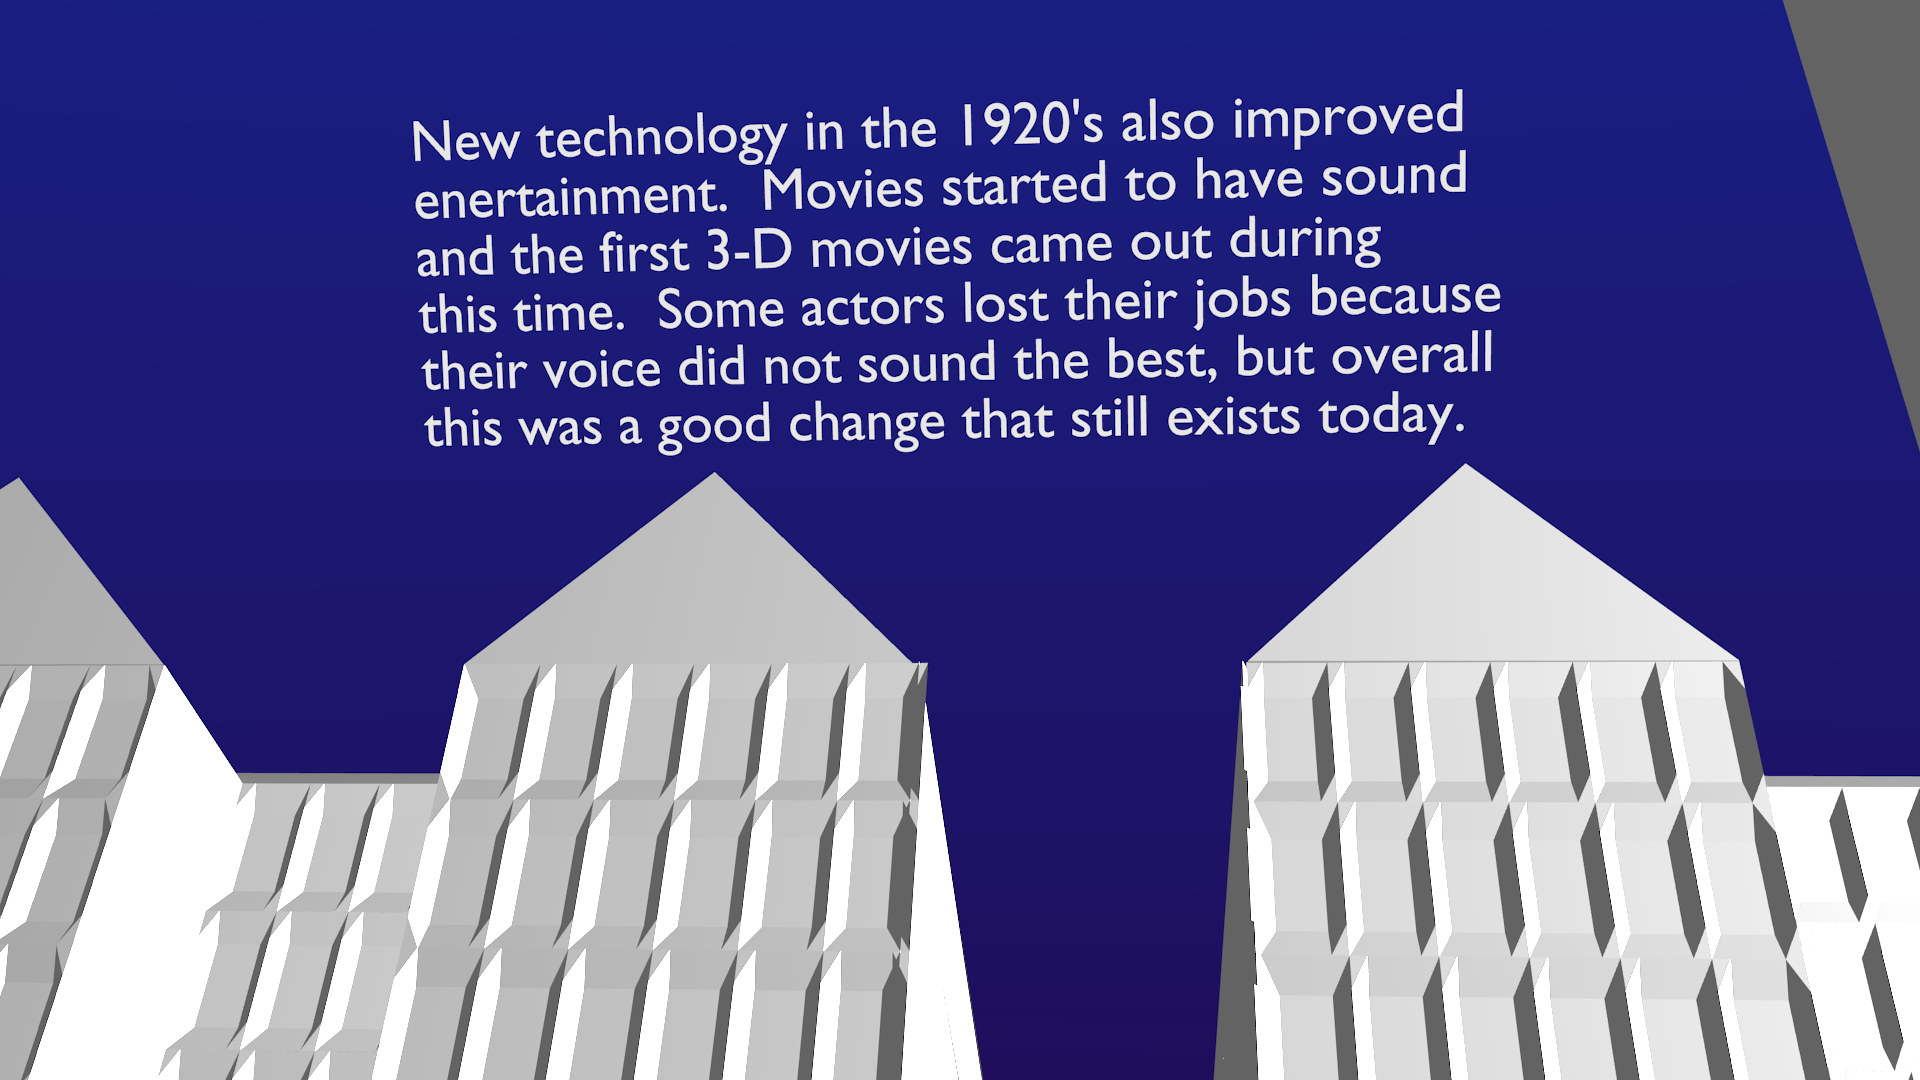 New technology in the 1920's also improved
enertainment.  Movies started to have sound
and the first 3-D movies came out during
this time.  Some actors lost their jobs because
their voice did not sound the best, but overall
this was a good change that still exists today.